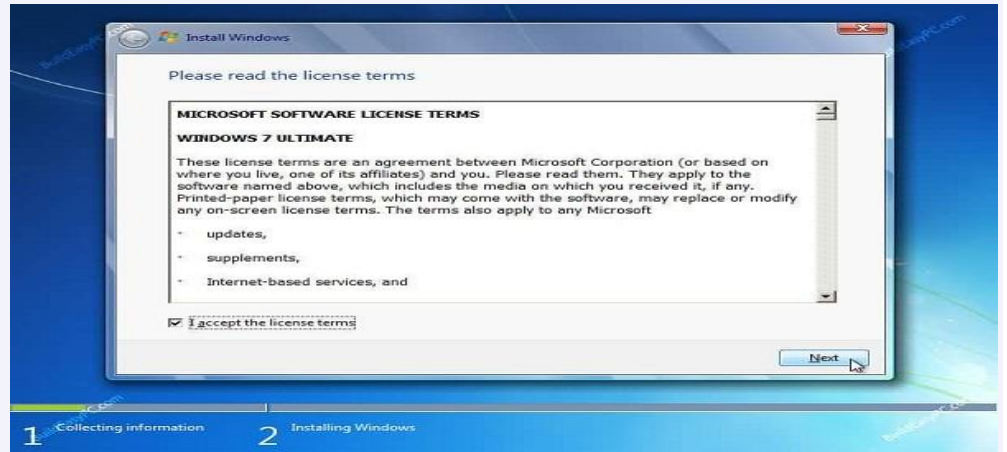 Install Windows
Please read the license terms
MICROSOFT SOFTWARE LICENSE TERMS
WINDOWS 7 ULTIMATE
These license terms are an agreement between Microsoft Corporation (or based on
where you live, one of its affiliates) and you. Please read them. They apply to the
software named above, which includes the media on which you received it, if any.
Printed-paper license terms, which may come with the software, may replace or modify
any on-screen license terms. The terms also apply to any Microsoft
- updates,
- supplements,
- Internet-based services, and
I accept the license terms
Next
1 Collecting information 2 Installing Windows
BuildEasyPC.com